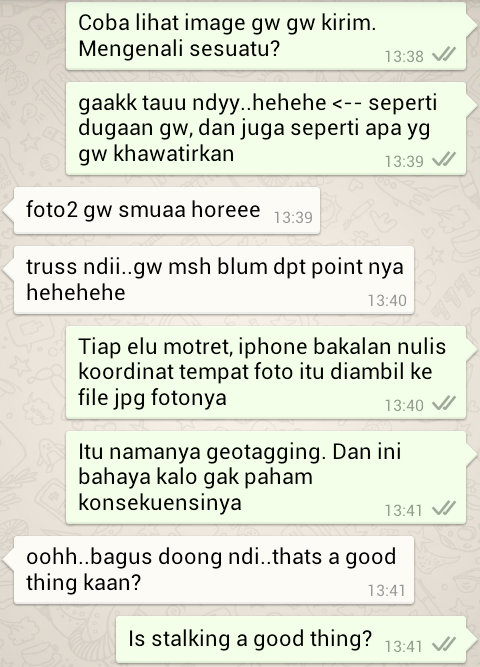 Coba lihat image gw gw kirim.
Mengenali sesuatu?
13:38
gaakk tauu ndyy..hehehe <-- seperti
dugaan gw, dan juga seperti apa yg
gw khawatirkan
13:39
foto2 gw smuaa horeee 13:39
truss ndii..gw msh blum dpt point nya
hehehehe
13:40
Tiap elu motret, iphone bakalan nulis
koordinat tempat foto itu diambil ke
file jpg fotonya
13:40
Itu namanya geotagging. Dan ini
bahaya kalo gak paham
konsekuensinya
13:41
oohh..bagus doong ndi..thats a good
thing kaan?
13:41
Is stalking a good thing? 13:41